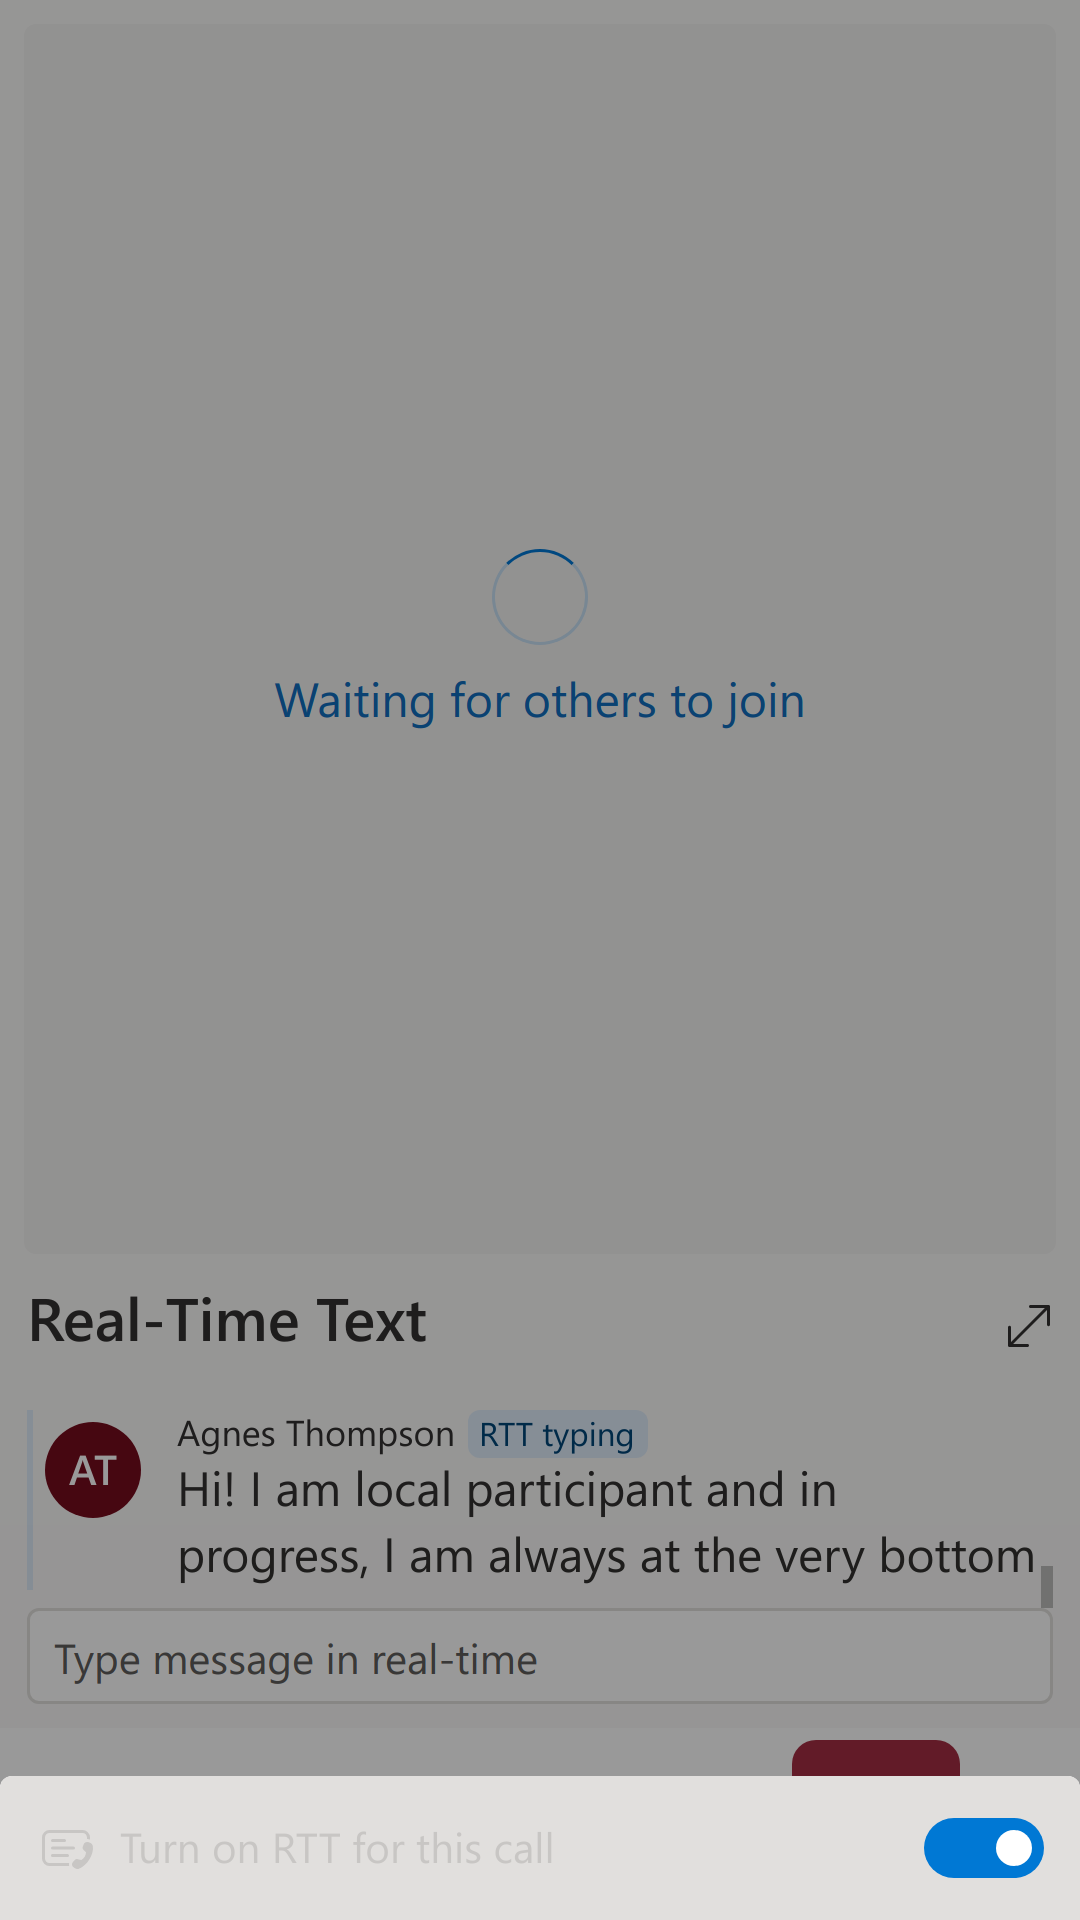 Waiting for others to join
Real-Time Text
AT
Agnes Thompson RTT typing
Hi! I am local participant and in
progress, I am always at the very bottom
Type message in real-time
Turn on RTT for this call